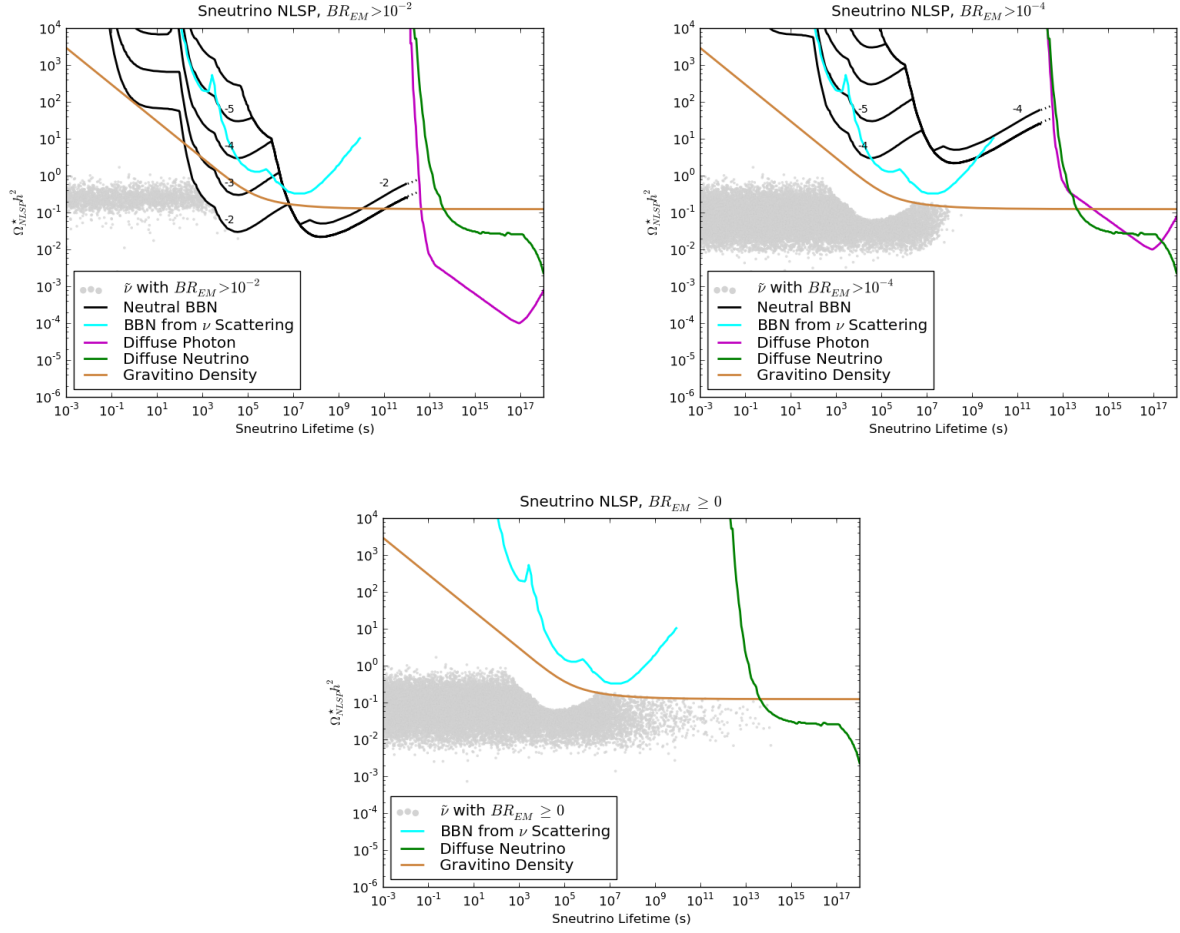 Sneutrino NLSP, BR_EM>10^-2
Ω*_NLSP h^2
10^4
10^3
10^2
10^1
10^0
10^-1
10^-2
10^-3
10^-4
10^-5
10^-6
-5
-4
-3
-2
-2
ν̃ with BR_EM>10^-2
Neutral BBN
BBN from ν Scattering
Diffuse Photon
Diffuse Neutrino
Gravitino Density
10^-3 10^-1 10^1 10^3 10^5 10^7 10^9 10^11 10^13 10^15 10^17
Sneutrino Lifetime (s)
Sneutrino NLSP, BR_EM>10^-4
Ω*_NLSP h^2
10^4
10^3
10^2
10^1
10^0
10^-1
10^-2
10^-3
10^-4
10^-5
10^-6
-5
-4
-4
ν̃ with BR_EM>10^-4
Neutral BBN
BBN from ν Scattering
Diffuse Photon
Diffuse Neutrino
Gravitino Density
10^-3 10^-1 10^1 10^3 10^5 10^7 10^9 10^11 10^13 10^15 10^17
Sneutrino Lifetime (s)
Sneutrino NLSP, BR_EM ≥ 0
Ω*_NLSP h^2
10^4
10^3
10^2
10^1
10^0
10^-1
10^-2
10^-3
10^-4
10^-5
10^-6
ν̃ with BR_EM ≥ 0
BBN from ν Scattering
Diffuse Neutrino
Gravitino Density
10^-3 10^-1 10^1 10^3 10^5 10^7 10^9 10^11 10^13 10^15 10^17
Sneutrino Lifetime (s)